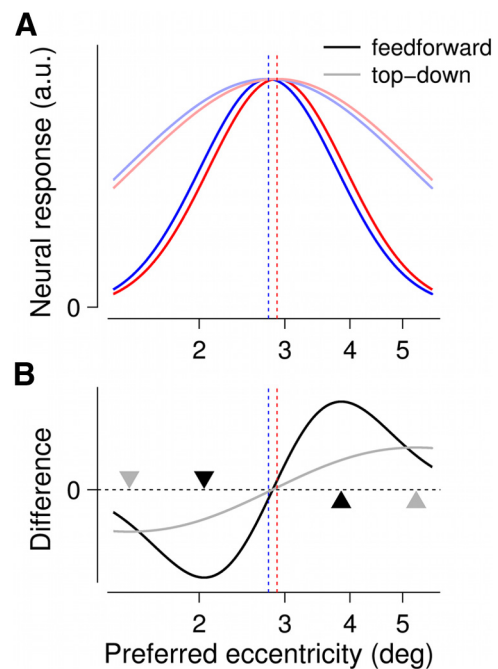 A
feedforward
top−down
Neural response (a.u.)
0
2 3 4 5
B
Difference
0
2 3 4 5
Preferred eccentricity (deg)